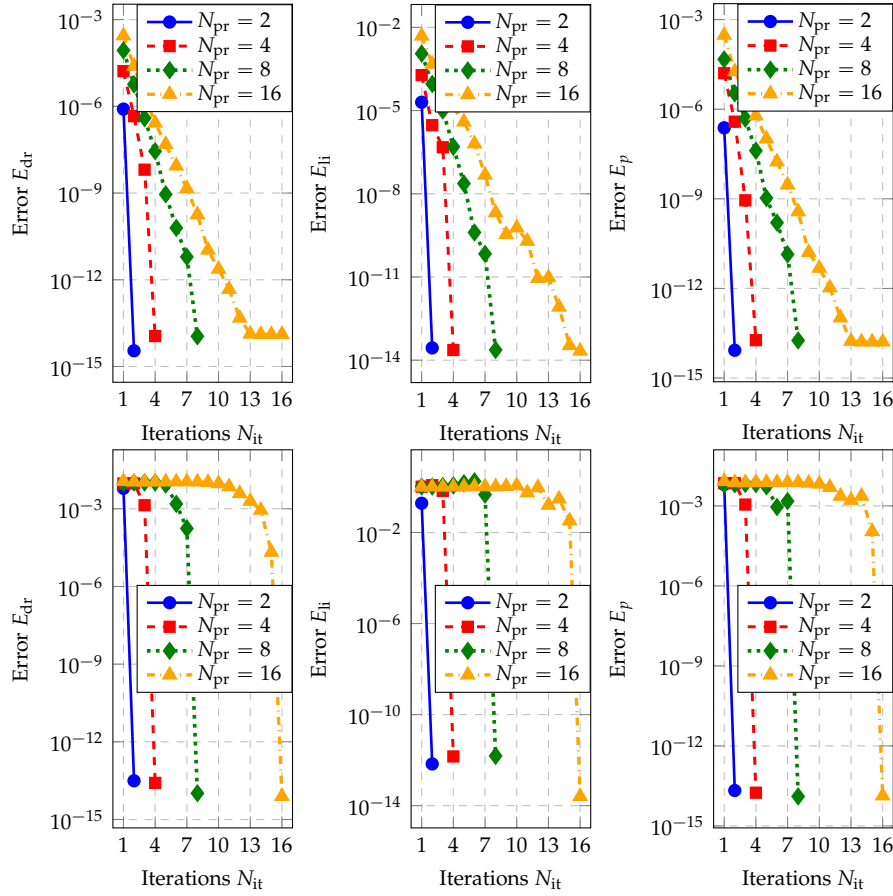 10⁻³
10⁻⁶
10⁻⁹
10⁻¹²
10⁻¹⁵
Error E_dr
N_pr = 2
N_pr = 4
N_pr = 8
N_pr = 16
1 4 7 10 13 16
Iterations N_it
10⁻²
10⁻⁵
10⁻⁸
10⁻¹¹
10⁻¹⁴
Error E_li
N_pr = 2
N_pr = 4
N_pr = 8
N_pr = 16
1 4 7 10 13 16
Iterations N_it
10⁻³
10⁻⁶
10⁻⁹
10⁻¹²
10⁻¹⁵
Error E_p
N_pr = 2
N_pr = 4
N_pr = 8
N_pr = 16
1 4 7 10 13 16
Iterations N_it
10⁻³
10⁻⁶
10⁻⁹
10⁻¹²
10⁻¹⁵
Error E_dr
N_pr = 2
N_pr = 4
N_pr = 8
N_pr = 16
1 4 7 10 13 16
Iterations N_it
10⁻²
10⁻⁶
10⁻¹⁰
10⁻¹⁴
Error E_li
N_pr = 2
N_pr = 4
N_pr = 8
N_pr = 16
1 4 7 10 13 16
Iterations N_it
10⁻³
10⁻⁶
10⁻⁹
10⁻¹²
10⁻¹⁵
Error E_p
N_pr = 2
N_pr = 4
N_pr = 8
N_pr = 16
1 4 7 10 13 16
Iterations N_it